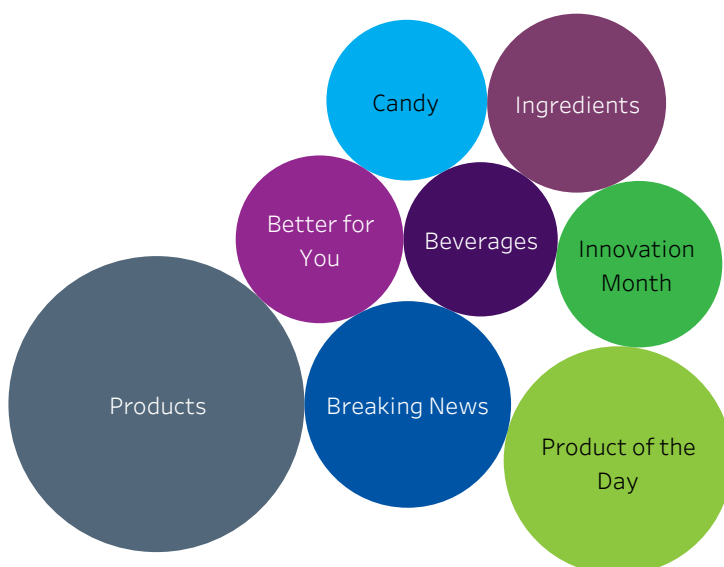 Candy
Ingredients
Better for
You
Beverages
Innovation
Month
Products
Breaking News
Product of the
Day